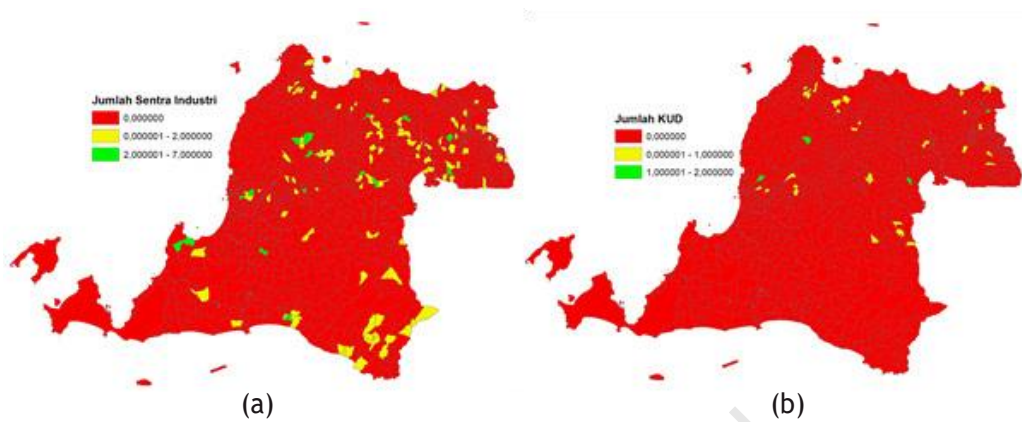 Jumlah Sentra Industri
0,000000
0,000001 - 2,000000
2,000001 - 7,000000
(a)
Jumlah KUD
0,000000
0,000001 - 1,000000
1,000001 - 2,000000
(b)